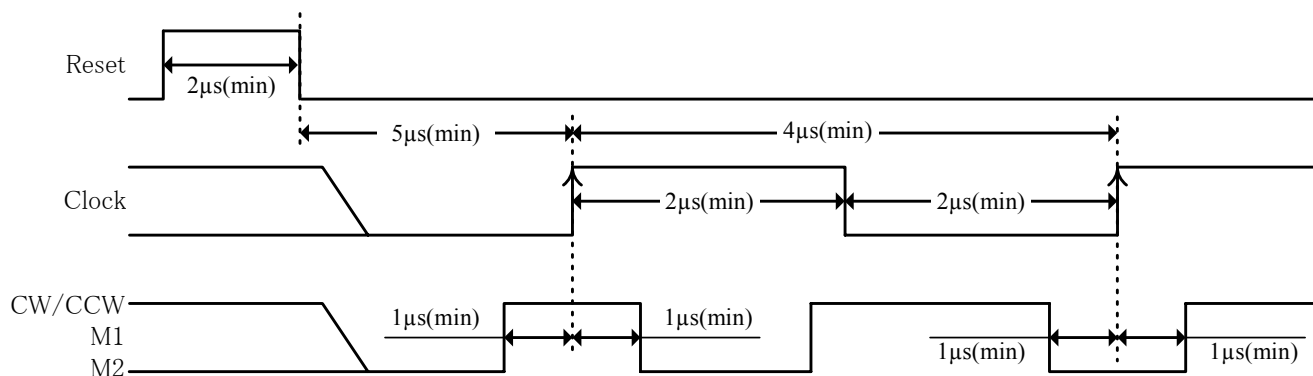 Reset
2µs(min)
5µs(min)
4µs(min)
Clock
2µs(min)
2µs(min)
CW/CCW
M1
M2
1µs(min)
1µs(min)
1µs(min)
1µs(min)